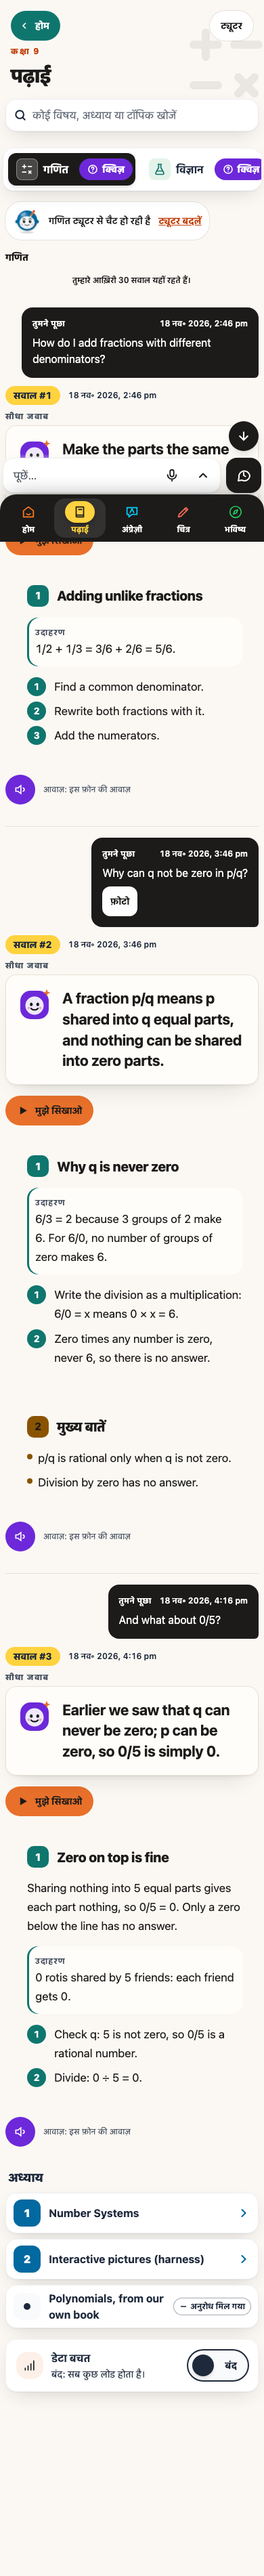 होम
ट्यूटर
कक्षा 9
पढ़ाई
कोई विषय, अध्याय या टॉपिक खोजें
गणित
क्विज़
विज्ञान
क्विज़
गणित ट्यूटर से चैट हो रही है ट्यूटर बदलें
गणित
तुम्हारे आख़िरी 30 सवाल यहाँ रहते हैं।
तुमने पूछा 18 नव॰ 2026, 2:46 pm
How do I add fractions with different
denominators?
सवाल #1 18 नव॰ 2026, 2:46 pm
सीधा जवाब
Make the parts the same
पूछें...
होम
पढ़ाई
अंग्रेज़ी
चित्र
भविष्य
1 Adding unlike fractions
उदाहरण
1/2 + 1/3 = 3/6 + 2/6 = 5/6.
1 Find a common denominator.
2 Rewrite both fractions with it.
3 Add the numerators.
आवाज़: इस फ़ोन की आवाज़
तुमने पूछा 18 नव॰ 2026, 3:46 pm
Why can q not be zero in p/q?
फ़ोटो
सवाल #2 18 नव॰ 2026, 3:46 pm
सीधा जवाब
A fraction p/q means p
shared into q equal parts,
and nothing can be shared
into zero parts.
मुझे सिखाओ
1 Why q is never zero
उदाहरण
6/3 = 2 because 3 groups of 2 make
6. For 6/0, no number of groups of
zero makes 6.
1 Write the division as a multiplication:
6/0 = x means 0 × x = 6.
2 Zero times any number is zero,
never 6, so there is no answer.
2 मुख्य बातें
p/q is rational only when q is not zero.
Division by zero has no answer.
आवाज़: इस फ़ोन की आवाज़
तुमने पूछा 18 नव॰ 2026, 4:16 pm
And what about 0/5?
सवाल #3 18 नव॰ 2026, 4:16 pm
सीधा जवाब
Earlier we saw that q can
never be zero; p can be
zero, so 0/5 is simply 0.
मुझे सिखाओ
1 Zero on top is fine
Sharing nothing into 5 equal parts gives
each part nothing, so 0/5 = 0. Only a zero
below the line has no answer.
उदाहरण
0 rotis shared by 5 friends: each friend
gets 0.
1 Check q: 5 is not zero, so 0/5 is a
rational number.
2 Divide: 0 ÷ 5 = 0.
आवाज़: इस फ़ोन की आवाज़
अध्याय
1 Number Systems
2 Interactive pictures (harness)
Polynomials, from our
own book
अनुरोध मिल गया
डेटा बचत
बंद: सब कुछ लोड होता है।
बंद